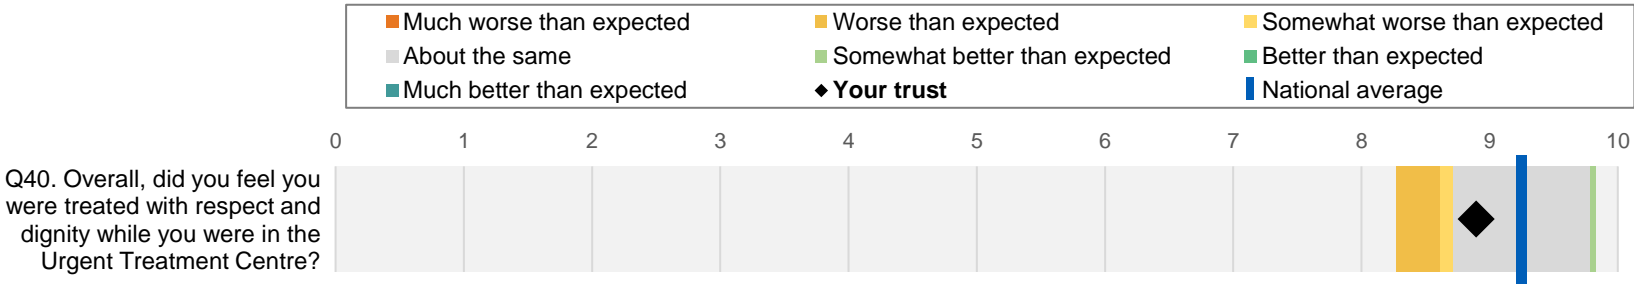 Much worse than expected Worse than expected Somewhat worse than expected
About the same Somewhat better than expected Better than expected
Much better than expected Your trust National average
0 1 2 3 4 5 6 7 8 9 10
Q40. Overall, did you feel you
were treated with respect and
dignity while you were in the
Urgent Treatment Centre?